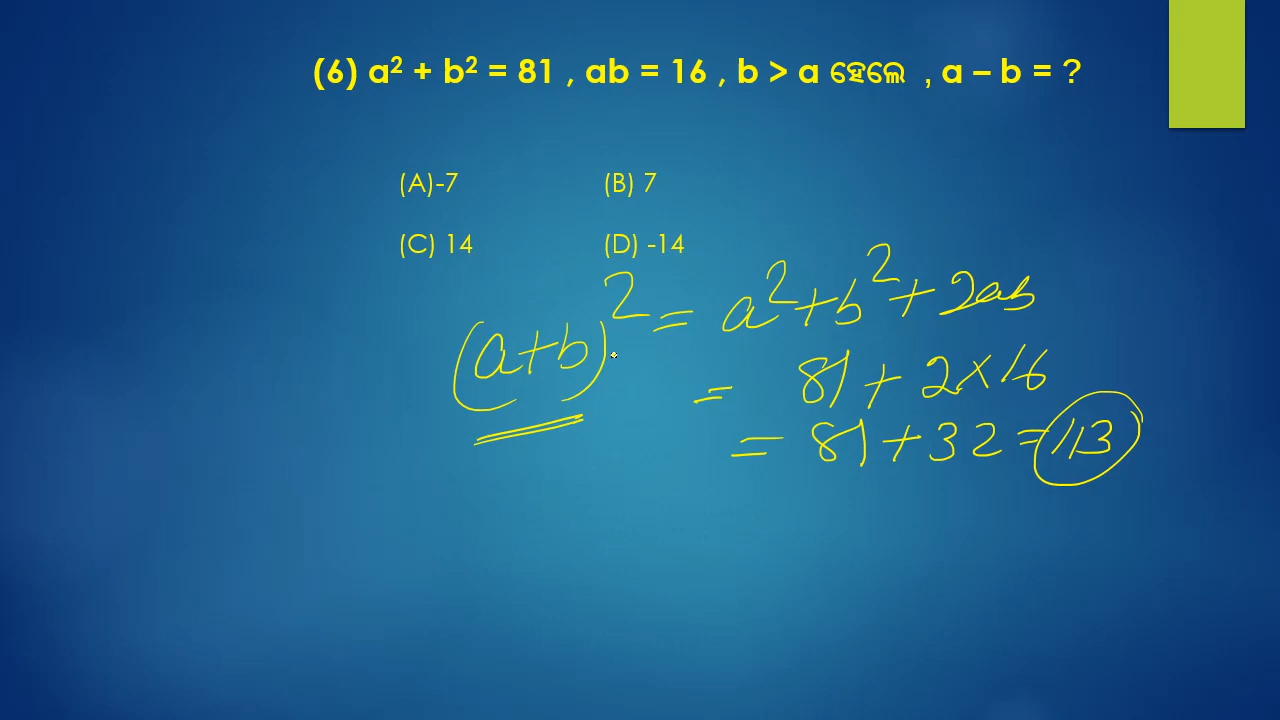 (6) a² + b² = 81 , ab = 16 , b > a ହେଲେ , a – b = ?
(A)-7 (B) 7
(C) 14 (D) -14
(a+b)² = a²+b²+2ab
= 81+2×16
= 81+32=113